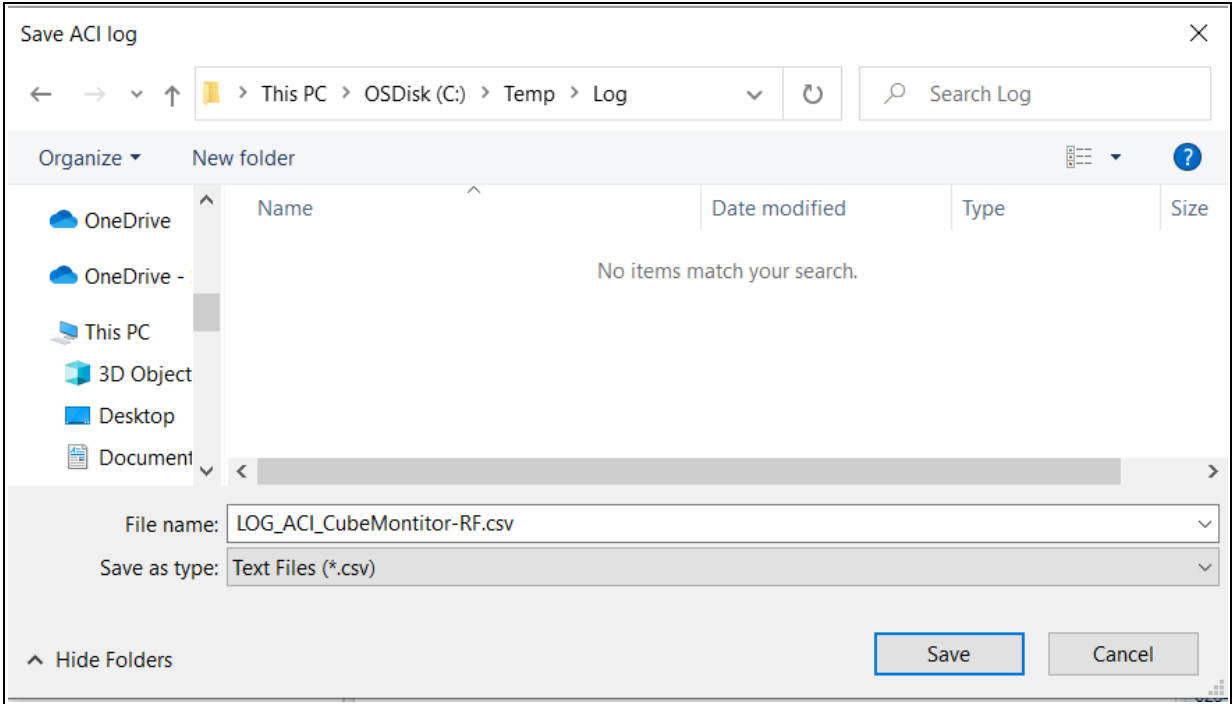 Save ACI log
This PC > OSDisk (C:) > Temp > Log
Search Log
Organize
New folder
?
Name
Date modified
Type
Size
No items match your search.
OneDrive
OneDrive -
This PC
3D Object
Desktop
Document
File name: LOG_ACI_CubeMontitor-RF.csv
Save as type: Text Files (*.csv)
Hide Folders
Save
Cancel